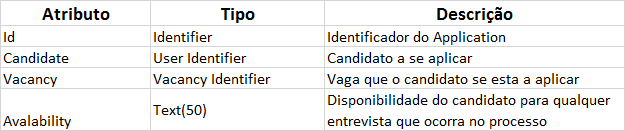 Atributo Tipo Descrição
Id Identifier Identificador do Application
Candidate User Identifier Candidato a se aplicar
Vacancy Vacancy Identifier Vaga que o candidato se esta a aplicar
Avalability Text(50) Disponibilidade do candidato para qualquer
entrevista que ocorra no processo